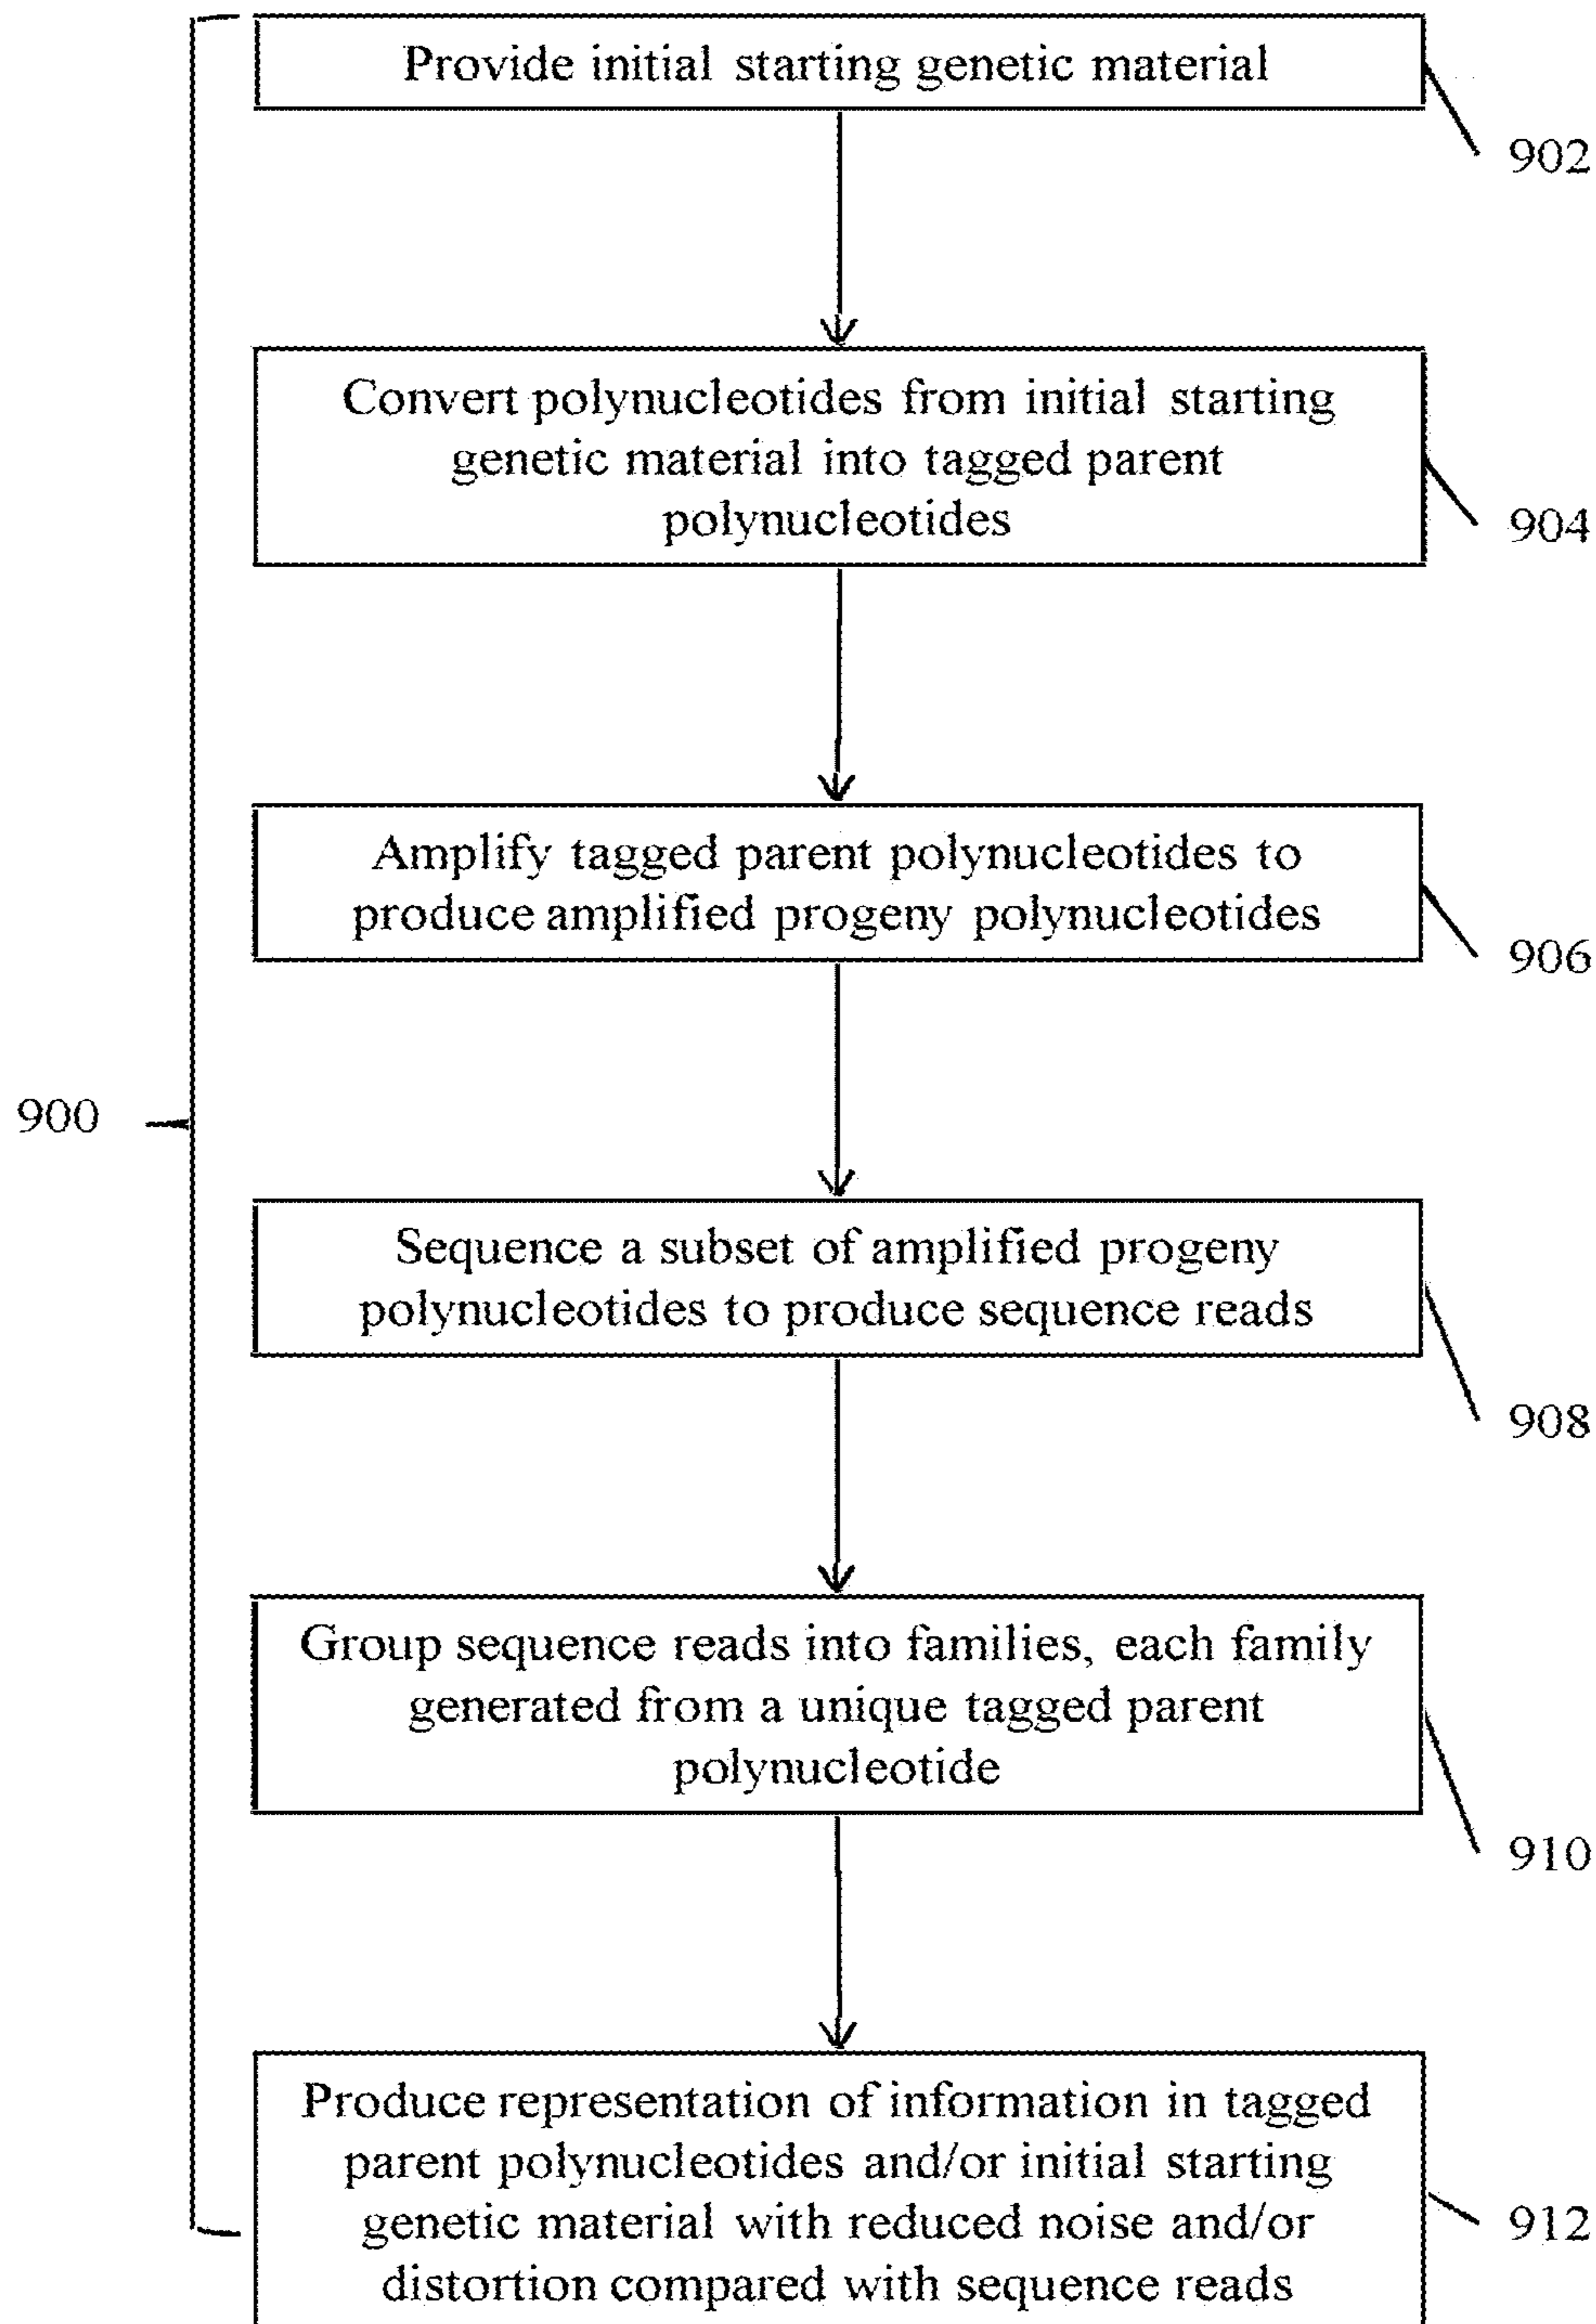 Provide initial starting genetic material
902
Convert polynucleotides from initial starting
genetic material into tagged parent
polynucleotides
904
Amplify tagged parent polynucleotides to
produce amplified progeny polynucleotides
906
900
Sequence a subset of amplified progeny
polynucleotides to produce sequence reads
908
Group sequence reads into families, each family
generated from a unique tagged parent
polynucleotide
910
Produce representation of information in tagged
parent polynucleotides and/or initial starting
genetic material with reduced noise and/or
distortion compared with sequence reads
912